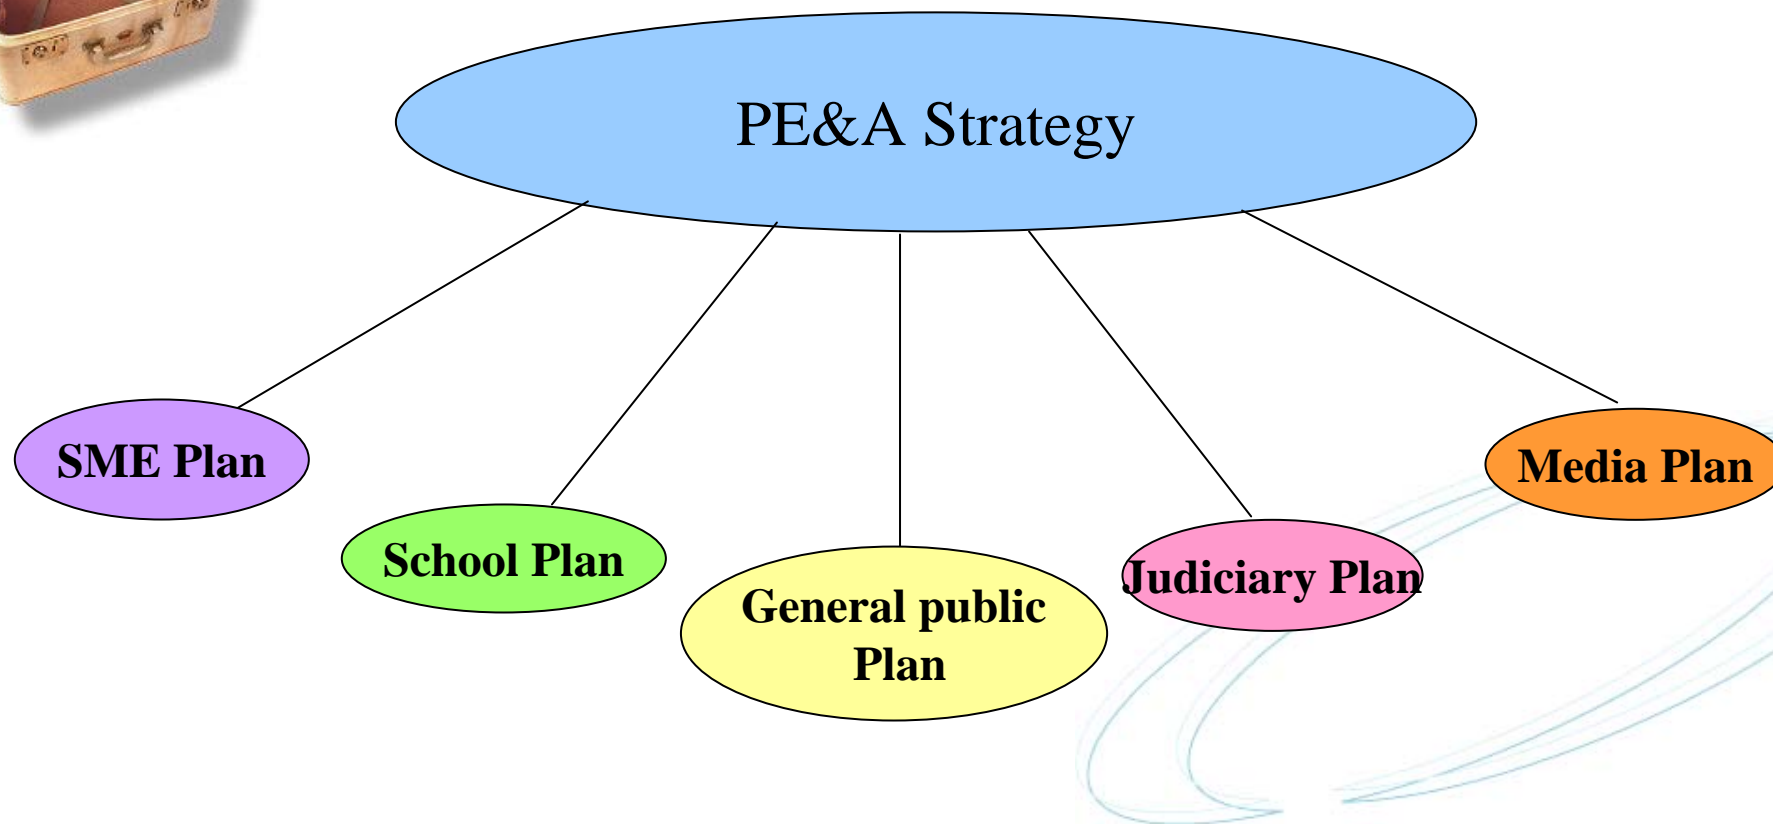 PE&A Strategy
SME Plan
School Plan
General public
Plan
Judiciary Plan
Media Plan